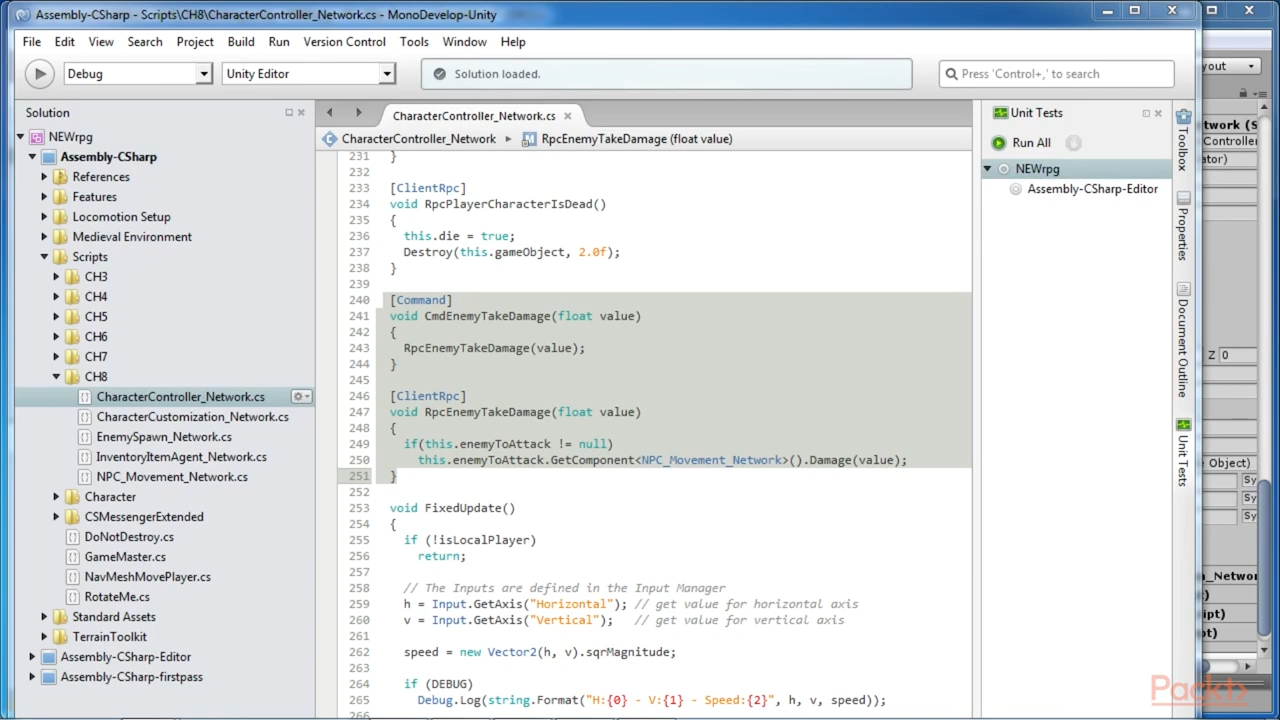 Assembly-CSharp - Scripts\CH8\CharacterController_Network.cs - MonoDevelop-Unity
File Edit View Search Project Build Run Version Control Tools Window Help
yout
Debug Unity Editor Solution loaded. Press 'Control+,' to search
Solution
NEWrpg
Assembly-CSharp
References
Features
Locomotion Setup
Medieval Environment
Scripts
CH3
CH4
CH5
CH6
CH7
CH8
CharacterController_Network.cs
CharacterCustomization_Network.cs
EnemySpawn_Network.cs
InventoryItemAgent_Network.cs
NPC_Movement_Network.cs
Character
CSMessengerExtended
DoNotDestroy.cs
GameMaster.cs
NavMeshMovePlayer.cs
RotateMe.cs
Standard Assets
TerrainToolkit
Assembly-CSharp-Editor
Assembly-CSharp-firstpass
CharacterController_Network.cs
CharacterController_Network RpcEnemyTakeDamage (float value)
231 }
232
233 [ClientRpc]
234 void RpcPlayerCharacterIsDead()
235 {
236 this.die = true;
237 Destroy(this.gameObject, 2.0f);
238 }
239
240 [Command]
241 void CmdEnemyTakeDamage(float value)
242 {
243 RpcEnemyTakeDamage(value);
244 }
245
246 [ClientRpc]
247 void RpcEnemyTakeDamage(float value)
248 {
249 if(this.enemyToAttack != null)
250 this.enemyToAttack.GetComponent<NPC_Movement_Network>().Damage(value);
251 }
252
253 void FixedUpdate()
254 {
255 if (!isLocalPlayer)
256 return;
257
258 // The Inputs are defined in the Input Manager
259 h = Input.GetAxis("Horizontal"); // get value for horizontal axis
260 v = Input.GetAxis("Vertical"); // get value for vertical axis
261
262 speed = new Vector2(h, v).sqrMagnitude;
263
264 if (DEBUG)
265 Debug.Log(string.Format("H:{0} - V:{1} - Speed:{2}", h, v, speed));
266
Unit Tests
Run All
NEWrpg
Assembly-CSharp-Editor
Toolbox
Properties
Document Outline
Unit Tests
twork (S
Controller
ator)
Z 0
Object)
Sy
Sy
Sy
n_Networ
t)
ipt)
pt)
Packt>